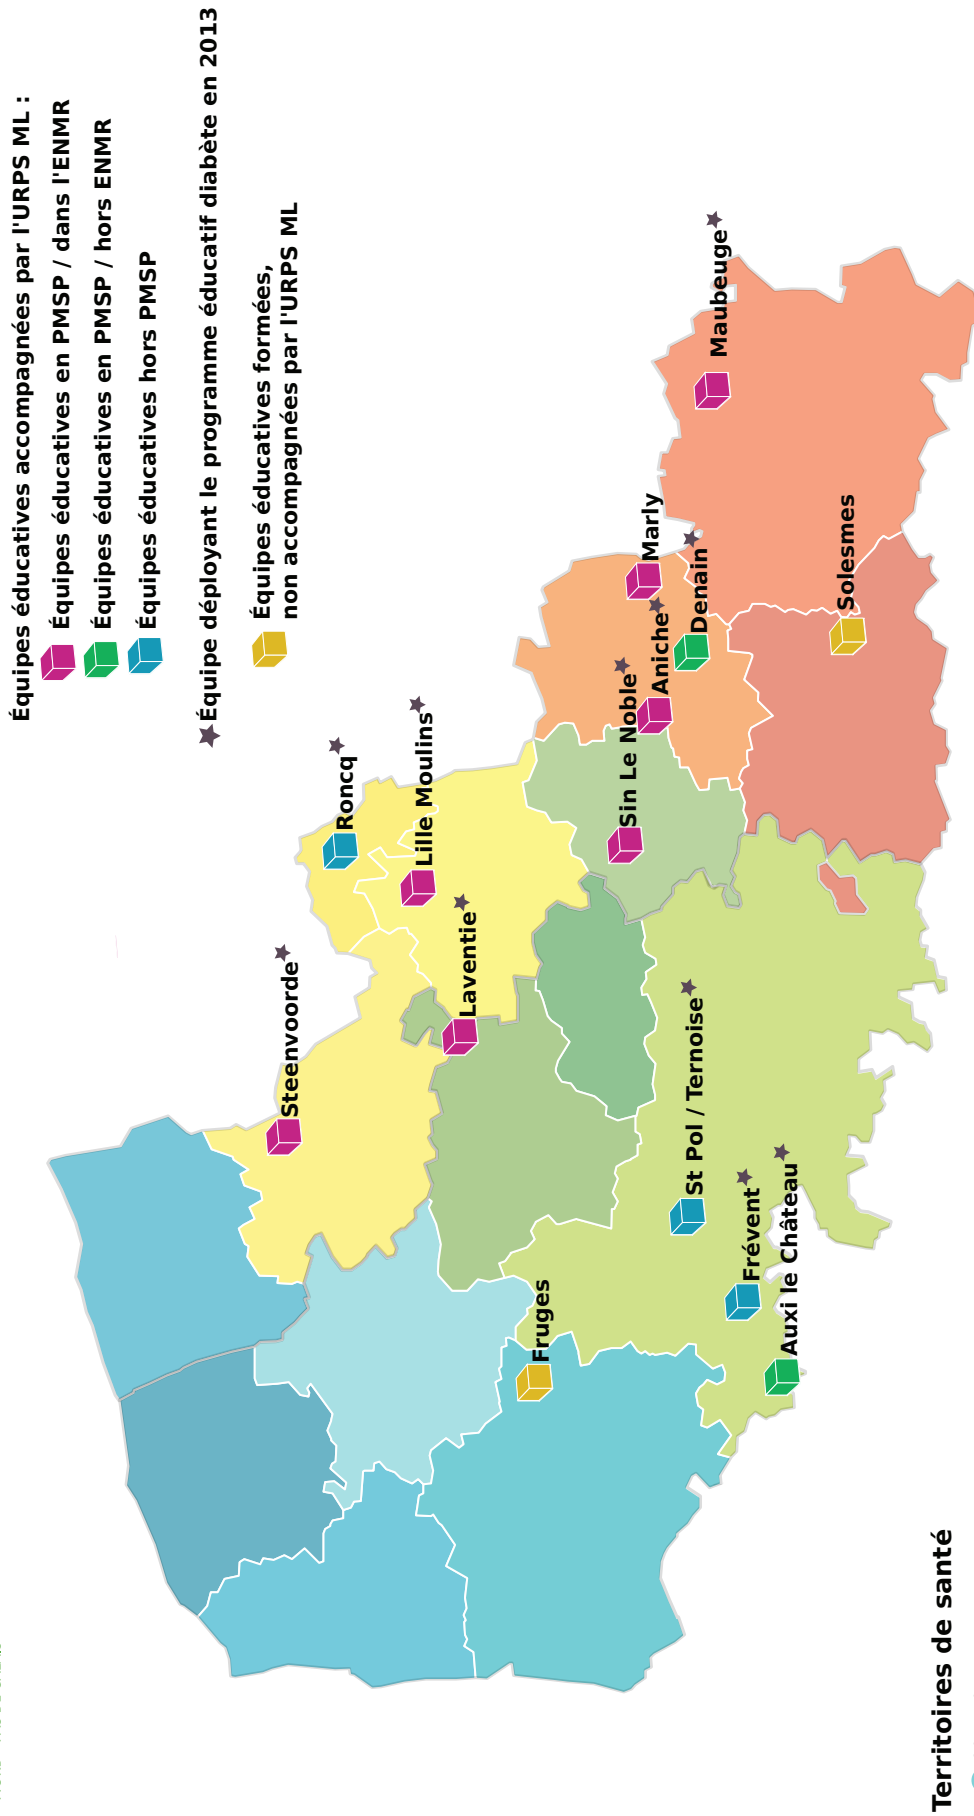 Équipes éducatives accompagnées par l'URPS ML :
Équipes éducatives en PMSP / dans l'ENMR
Équipes éducatives en PMSP / hors ENMR
Équipes éducatives hors PMSP
Équipe déployant le programme éducatif diabète en 2013
Équipes éducatives formées,
non accompagnées par l'URPS ML
Steenvoorde
Roncq
Lille Moulins
Laventie
Fruges
Sin Le Noble
Marly
Aniche
Denain
Maubeuge
St Pol / Ternoise
Frévent
Auxi le Château
Solesmes
Territoires de santé